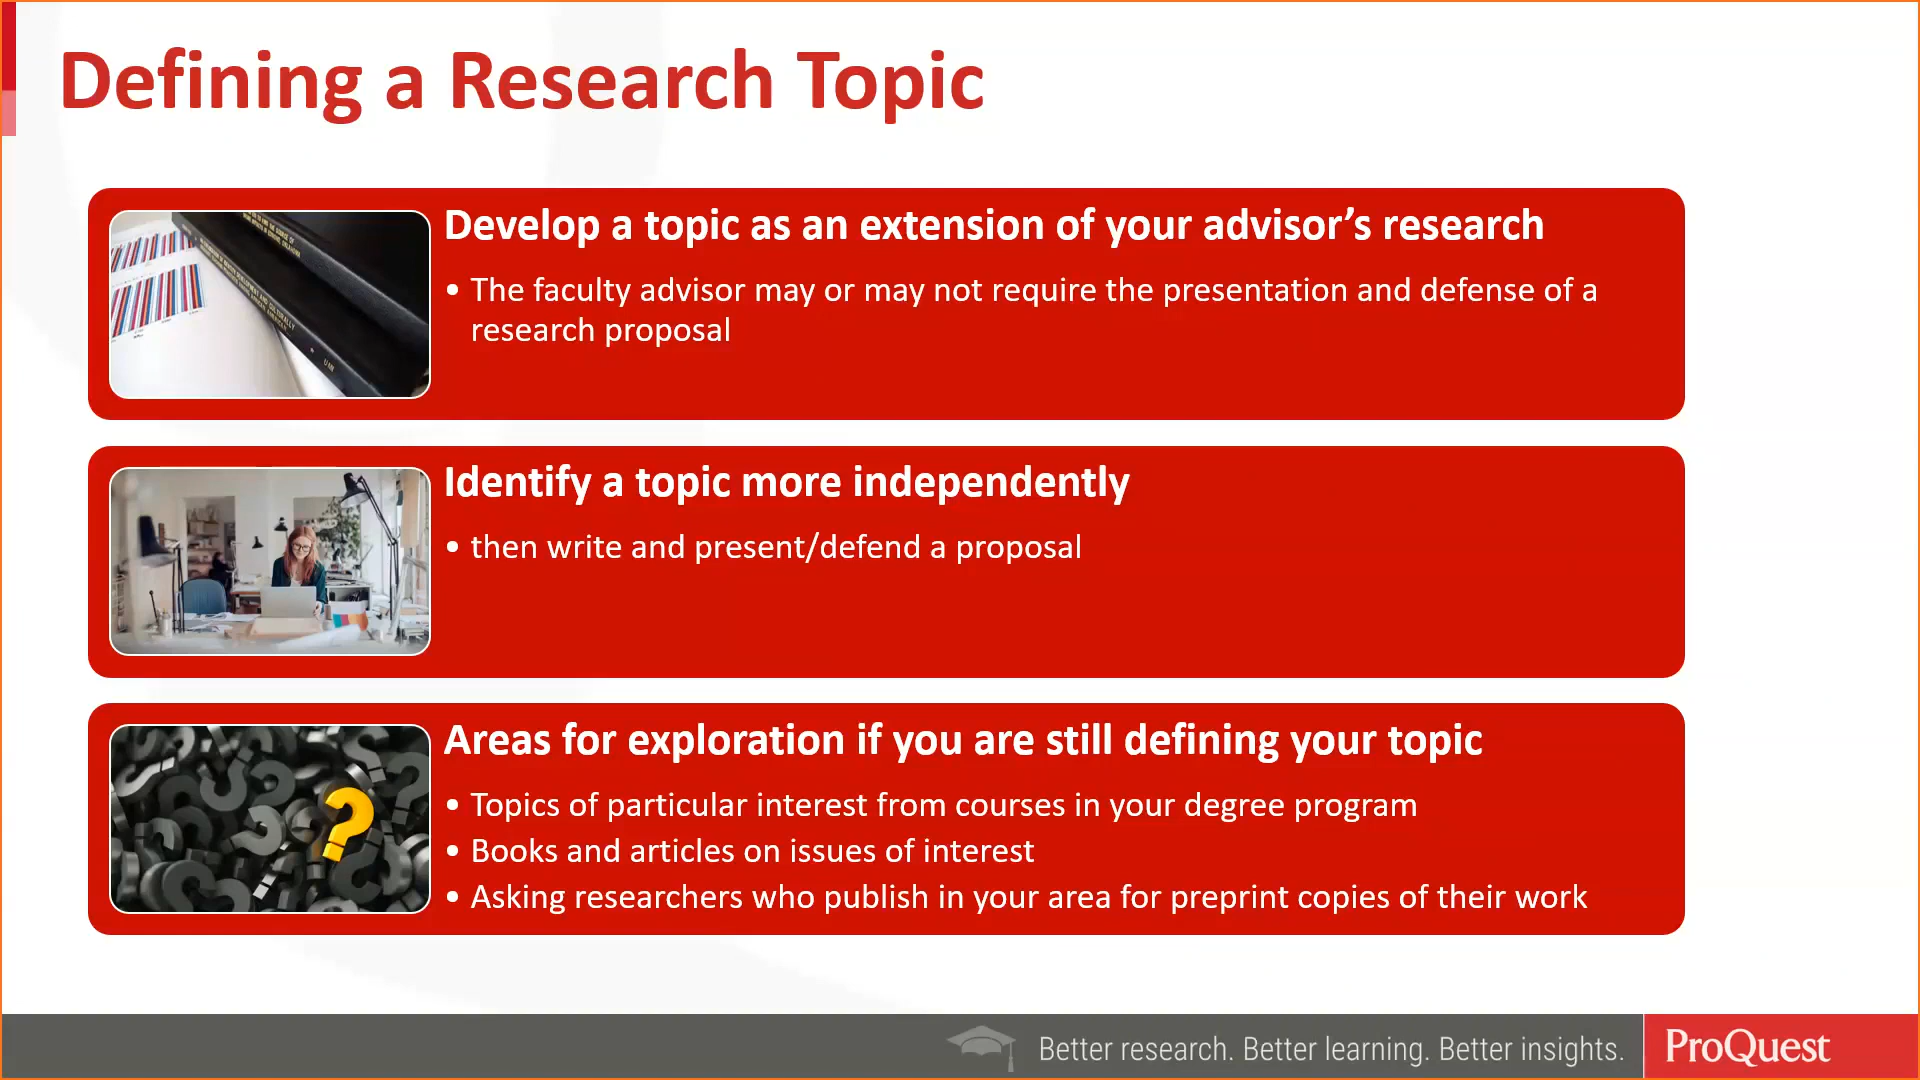 Defining a Research Topic
Develop a topic as an extension of your advisor’s research
• The faculty advisor may or may not require the presentation and defense of a
research proposal
Identify a topic more independently
• then write and present/defend a proposal
Areas for exploration if you are still defining your topic
• Topics of particular interest from courses in your degree program
• Books and articles on issues of interest
• Asking researchers who publish in your area for preprint copies of their work
Better research. Better learning. Better insights.
ProQuest